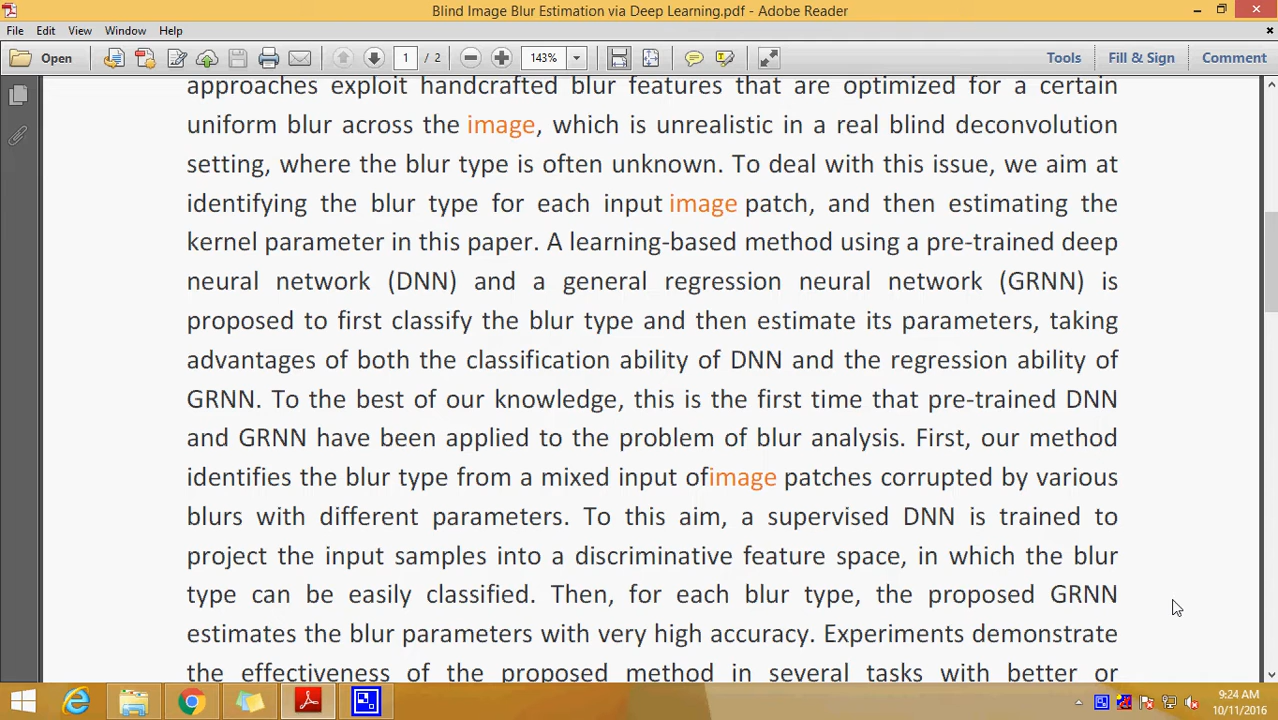 Blind Image Blur Estimation via Deep Learning.pdf - Adobe Reader
File Edit View Window Help
Open 1 / 2 143% Tools Fill & Sign Comment
approaches exploit handcrafted blur features that are optimized for a certain
uniform blur across the image, which is unrealistic in a real blind deconvolution
setting, where the blur type is often unknown. To deal with this issue, we aim at
identifying the blur type for each input image patch, and then estimating the
kernel parameter in this paper. A learning-based method using a pre-trained deep
neural network (DNN) and a general regression neural network (GRNN) is
proposed to first classify the blur type and then estimate its parameters, taking
advantages of both the classification ability of DNN and the regression ability of
GRNN. To the best of our knowledge, this is the first time that pre-trained DNN
and GRNN have been applied to the problem of blur analysis. First, our method
identifies the blur type from a mixed input ofimage patches corrupted by various
blurs with different parameters. To this aim, a supervised DNN is trained to
project the input samples into a discriminative feature space, in which the blur
type can be easily classified. Then, for each blur type, the proposed GRNN
estimates the blur parameters with very high accuracy. Experiments demonstrate
the effectiveness of the proposed method in several tasks with better or
9:24 AM
10/11/2016